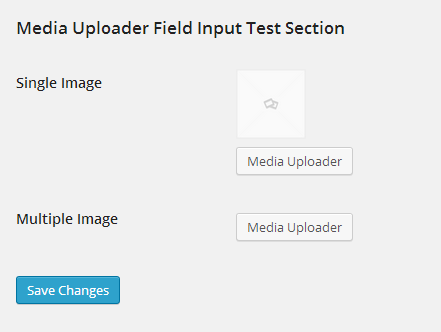 Media Uploader Field Input Test Section
Single Image
Media Uploader
Multiple Image
Media Uploader
Save Changes